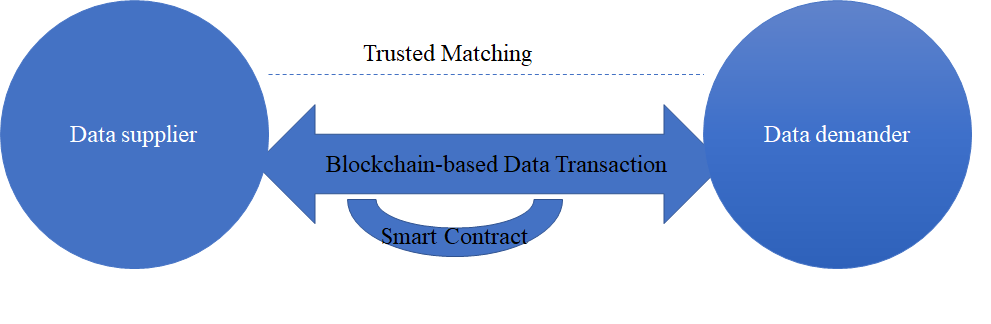 Trusted Matching
Data supplier
Data demander
Blockchain-based Data Transaction
Smart Contract